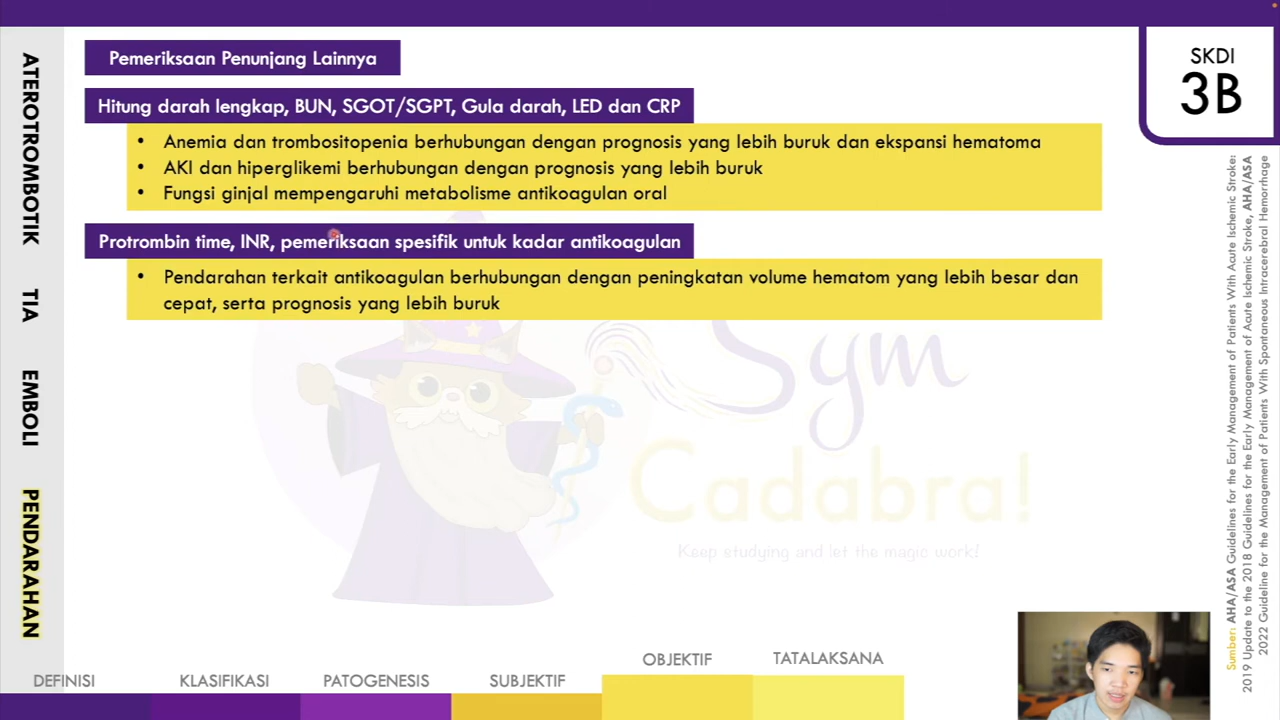 Pemeriksaan Penunjang Lainnya
SKDI
3B
Hitung darah lengkap, BUN, SGOT/SGPT, Gula darah, LED dan CRP
• Anemia dan trombositopenia berhubungan dengan prognosis yang lebih buruk dan ekspansi hematoma
• AKI dan hiperglikemi berhubungan dengan prognosis yang lebih buruk
• Fungsi ginjal mempengaruhi metabolisme antikoagulan oral
Protrombin time, INR, pemeriksaan spesifik untuk kadar antikoagulan
• Pendarahan terkait antikoagulan berhubungan dengan peningkatan volume hematom yang lebih besar dan
cepat, serta prognosis yang lebih buruk
ATEROTROMBOTIK
TIA
EMBOLI
PENDARAHAN
Sym
Cadabra!
Keep studying and let the magic work!
Sumber: AHA/ASA Guidelines for the Early Management of Patients With Acute Ischemic Stroke:
2019 Update to the 2018 Guidelines for the Early Management of Acute Ischemic Stroke, AHA/ASA
2022 Guideline for the Management of Patients With Spontaneous Intracerebral Hemorrhage
DEFINISI
KLASIFIKASI
PATOGENESIS
SUBJEKTIF
OBJEKTIF
TATALAKSANA